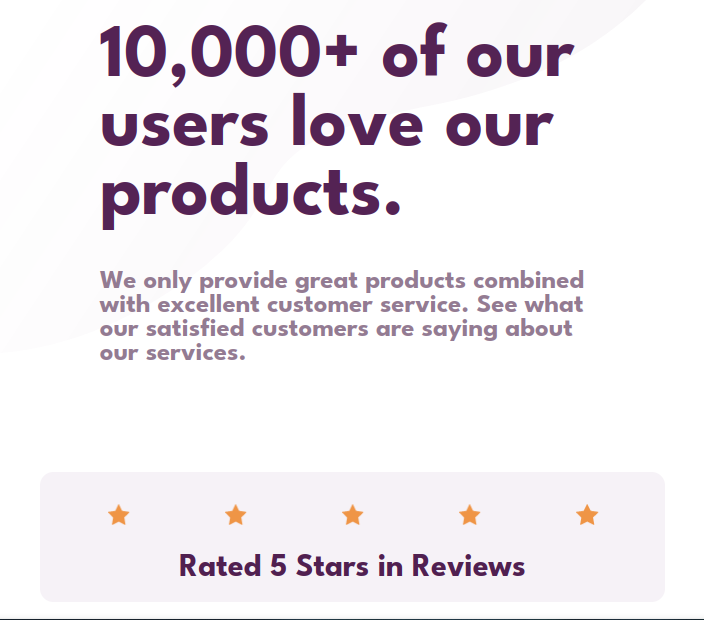 10,000+ of our
users love our
products.
We only provide great products combined
with excellent customer service. See what
our satisfied customers are saying about
our services.
Rated 5 Stars in Reviews